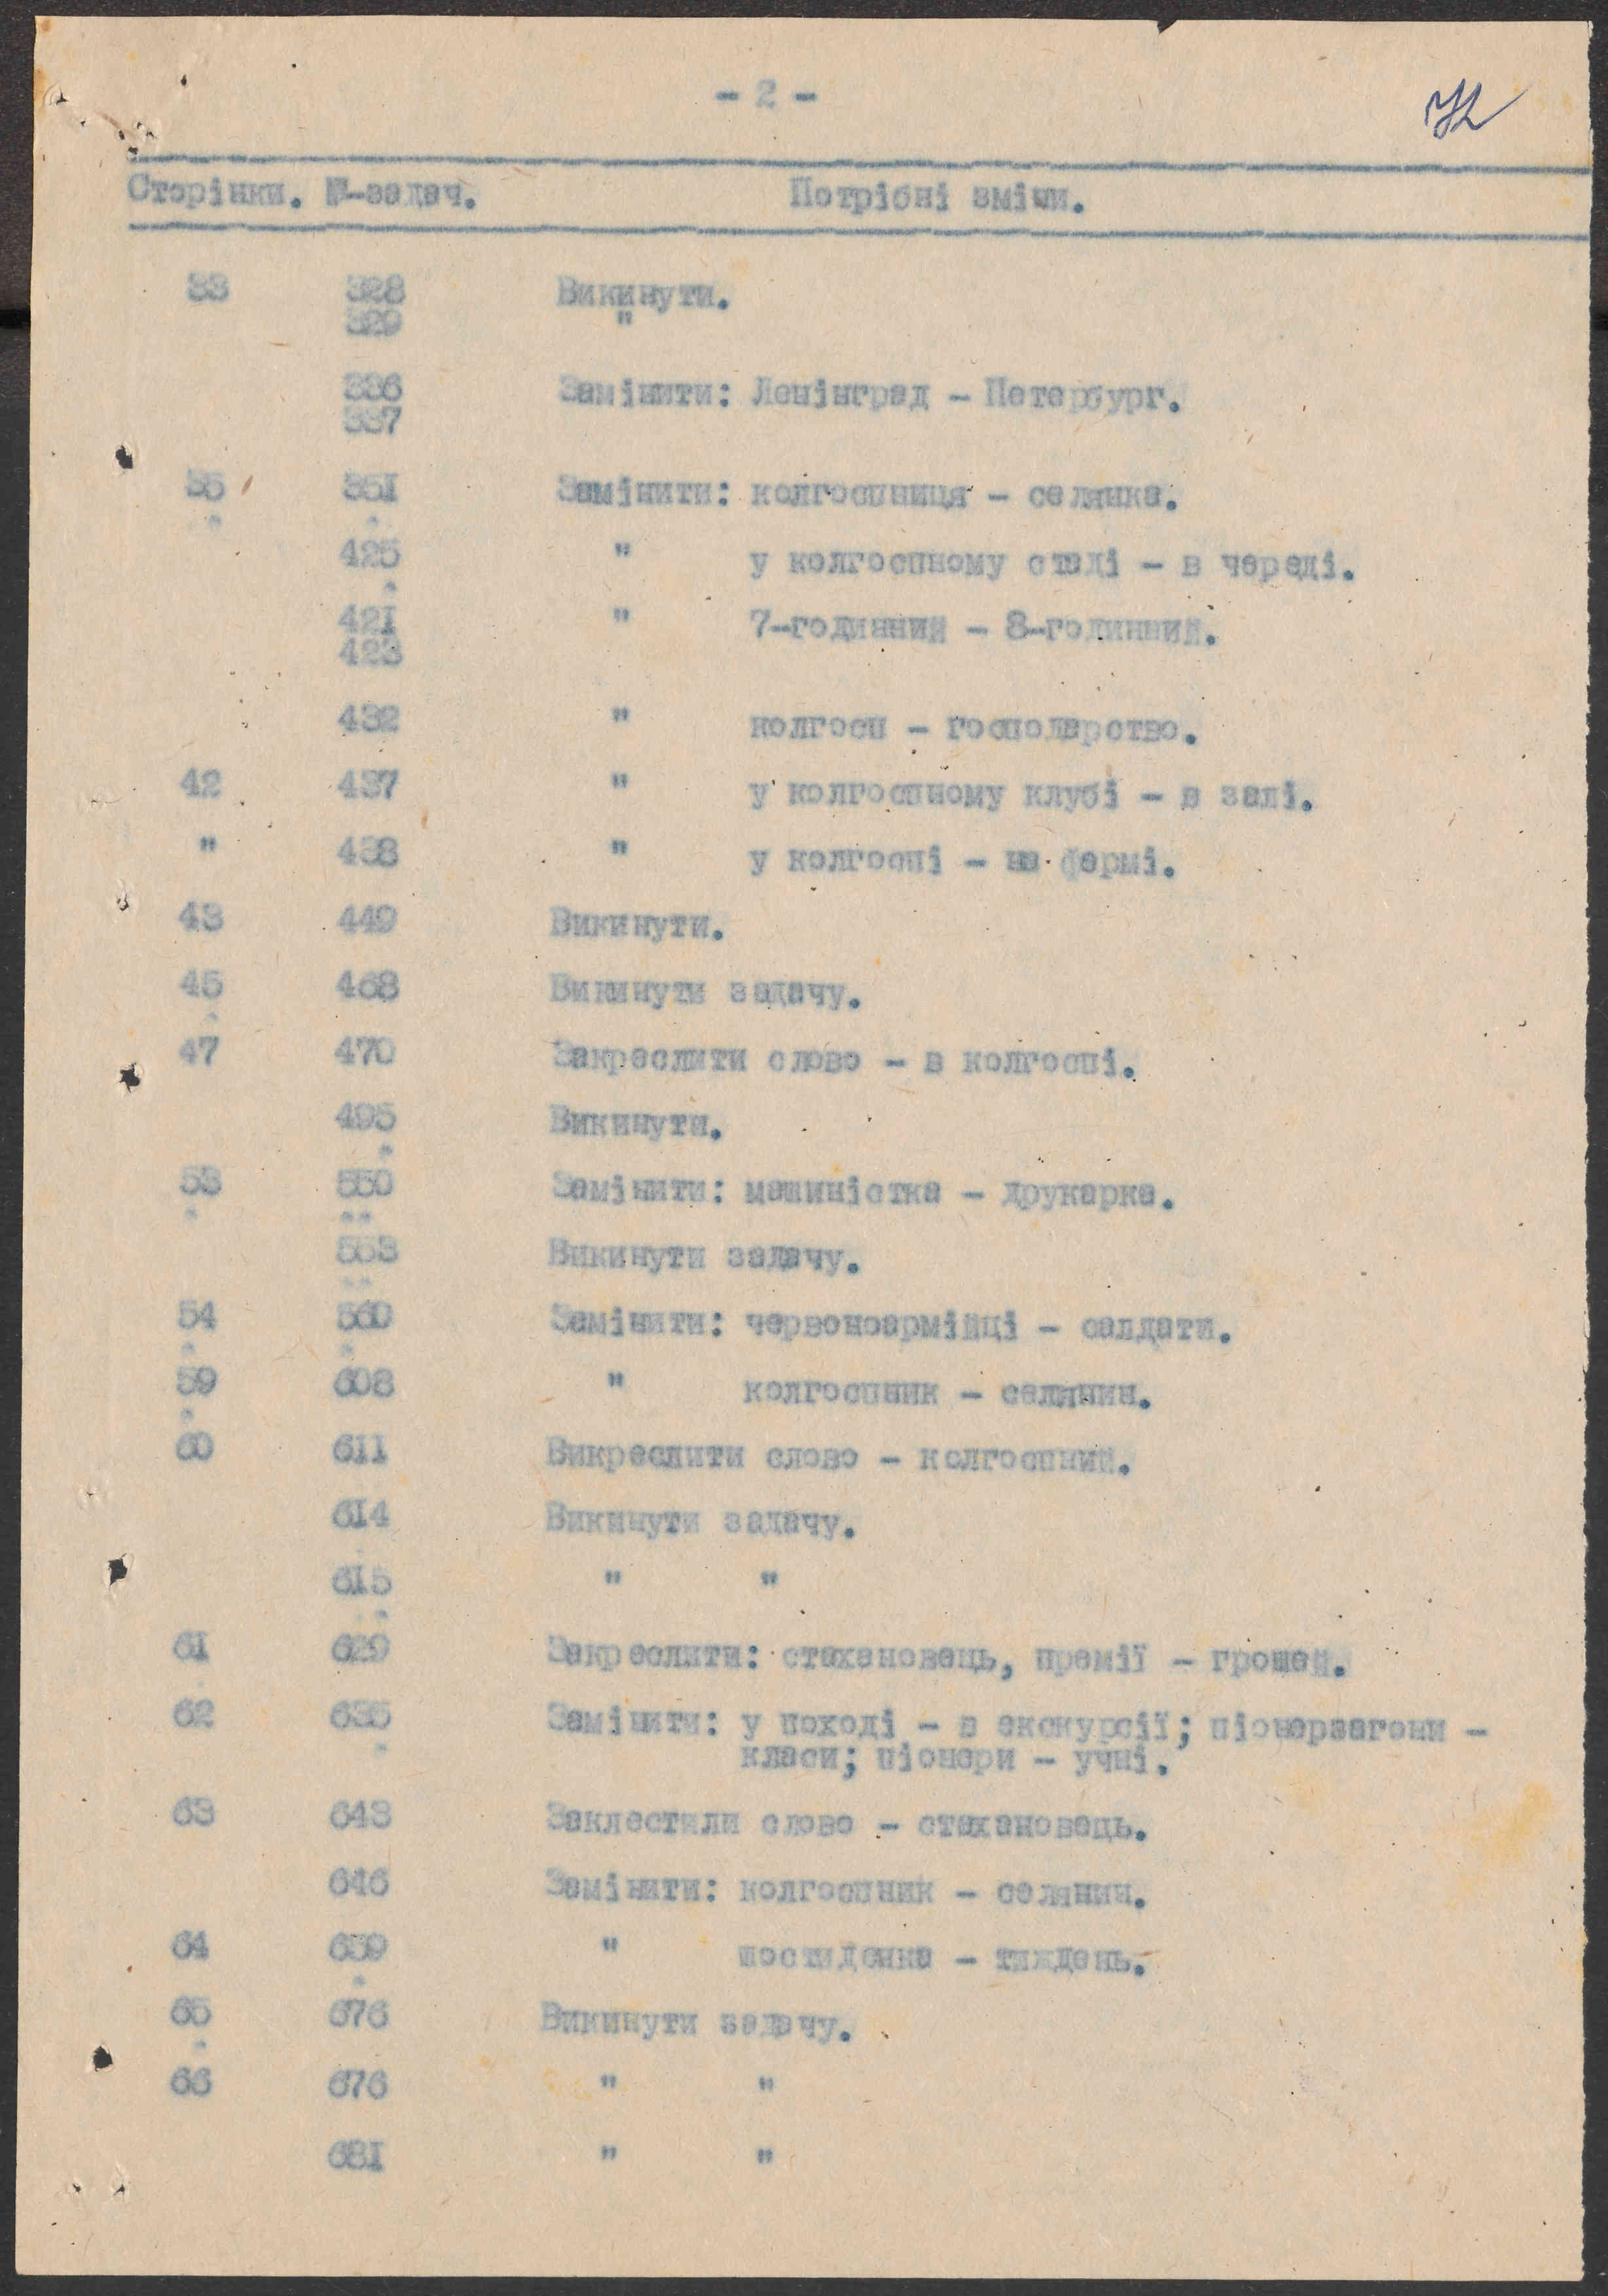 - 2 -
72
Сторінки. №-задач. Потрібні зміни.
33 328 Викинути.
329 "
336 Замінити: Ленінград - Петербург.
337
35 351 Замінити: колгоспниця - селянка.
425 " у колгоспному стаді - в череді.
421 " 7-годинний - 8-годинний.
423
432 " колгосп - господарство.
42 437 " у колгоспному клубі - в залі.
" 438 " у колгоспі - на фермі.
43 449 Викинути.
45 468 Викинути задачу.
47 470 Закреслити слово - в колгоспі.
495 Викинути.
53 550 Замінити: машиністка - друкарка.
553 Викинути задачу.
54 560 Замінити: червоноармійці - салдати.
59 608 " колгоспник - селянин.
60 611 Викреслити слово - колгоспний.
614 Викинути задачу.
615 " "
61 629 Закреслити: стахановець, премії - грошей.
62 635 Замінити: у поході - в екскурсії; піонерзагони -
класи; піонери - учні.
63 643 Заклестили слово - стахановець.
646 Замінити: колгоспник - селянин.
64 659 " шостиденка - тиждень.
65 676 Викинути задачу.
66 676 " "
681 " "